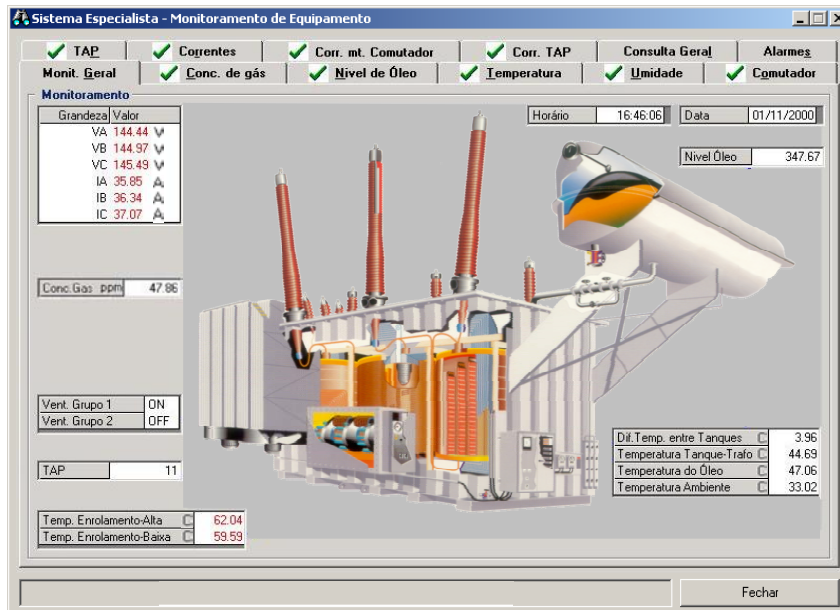 Sistema Especialista - Monitoramento de Equipamento
TAP Correntes Corr. mt. Comutador Corr. TAP Consulta Geral Alarmes
Monit. Geral Conc. de gás Nivel de Óleo Temperatura Umidade Comutador
Monitoramento
Grandeza Valor
VA 144.44 V
VB 144.97 V
VC 145.49 V
IA 35.85 A
IB 36.34 A
IC 37.07 A
Horário 16:46:06 Data 01/11/2000
Nivel Óleo 347.67
Conc.Gas ppm 47.86
Vent. Grupo 1 ON
Vent. Grupo 2 OFF
TAP 11
Temp. Enrolamento-Alta C 62.04
Temp. Enrolamento-Baixa C 59.59
Dif.Temp. entre Tanques C 3.96
Temperatura Tanque-Trafo C 44.69
Temperatura do Óleo C 47.06
Temperatura Ambiente C 33.02
Fechar